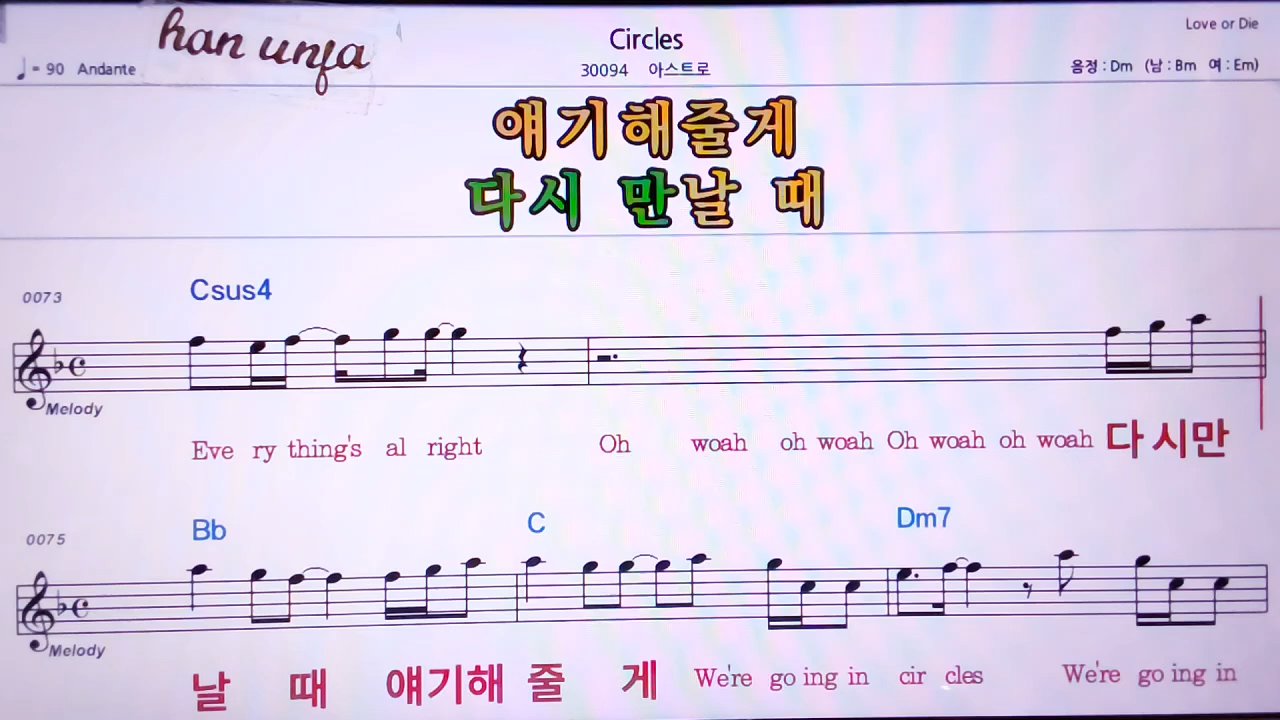 han unfa
Circles
Love or Die
= 90 Andante
30094 아스트로
음정 : Dm (남 : Bm 여 : Em)
얘기해줄게
다시 만날 때
0073
Csus4
Melody
Eve ry thing's al right Oh woah oh woah Oh woah oh woah 다 시만
0075
Bb C Dm7
Melody
날 때 얘기해 줄 게 We're go ing in cir cles We're go ing in